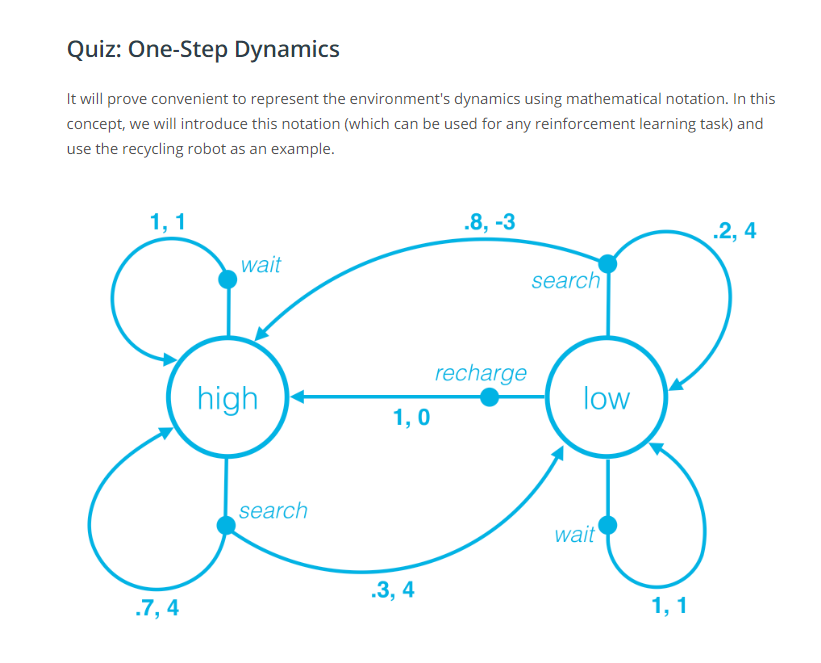 Quiz: One-Step Dynamics
It will prove convenient to represent the environment's dynamics using mathematical notation. In this
concept, we will introduce this notation (which can be used for any reinforcement learning task) and
use the recycling robot as an example.
1, 1
.8, -3
.2, 4
wait
search
recharge
high
low
1, 0
search
wait
.3, 4
.7, 4
1, 1